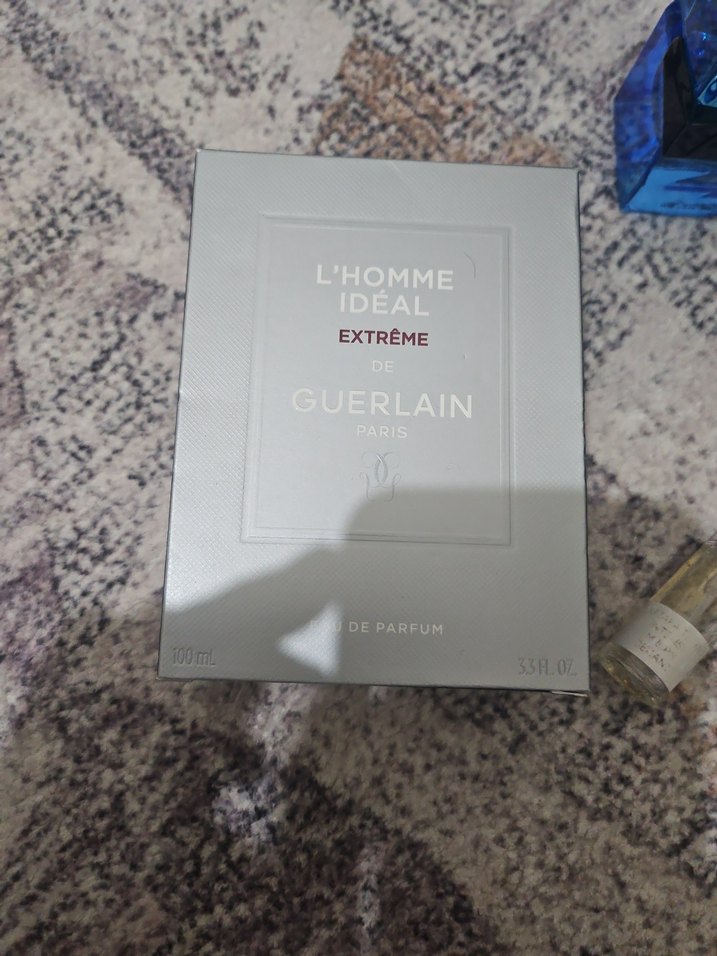 L'HOMME
IDÉAL
EXTRÊME
DE
GUERLAIN
PARIS
EAU DE PARFUM
100 mL
3.3 FL. OZ.